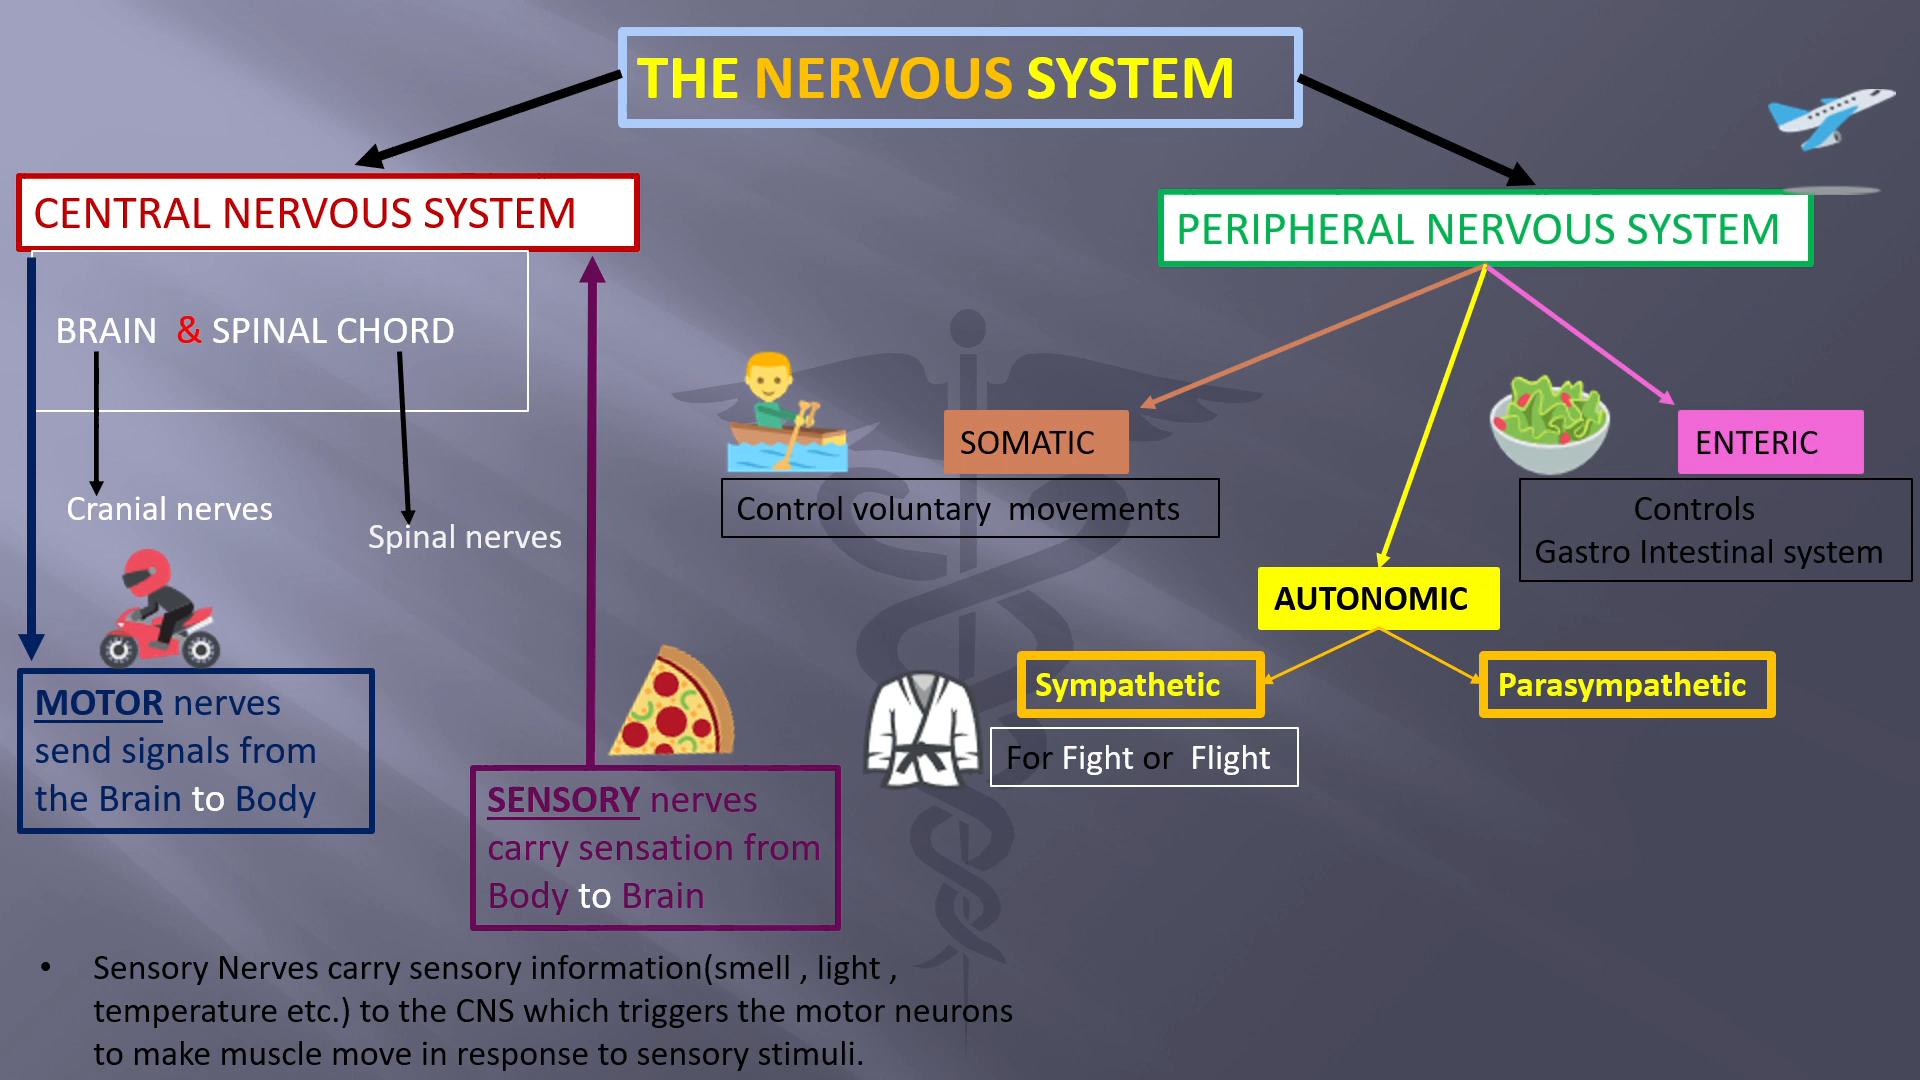 THE NERVOUS SYSTEM
CENTRAL NERVOUS SYSTEM
PERIPHERAL NERVOUS SYSTEM
BRAIN & SPINAL CHORD
Cranial nerves
Spinal nerves
SOMATIC
Control voluntary movements
ENTERIC
Controls
Gastro Intestinal system
AUTONOMIC
Sympathetic
Parasympathetic
For Fight or Flight
MOTOR nerves
send signals from
the Brain to Body
SENSORY nerves
carry sensation from
Body to Brain
• Sensory Nerves carry sensory information(smell , light ,
temperature etc.) to the CNS which triggers the motor neurons
to make muscle move in response to sensory stimuli.